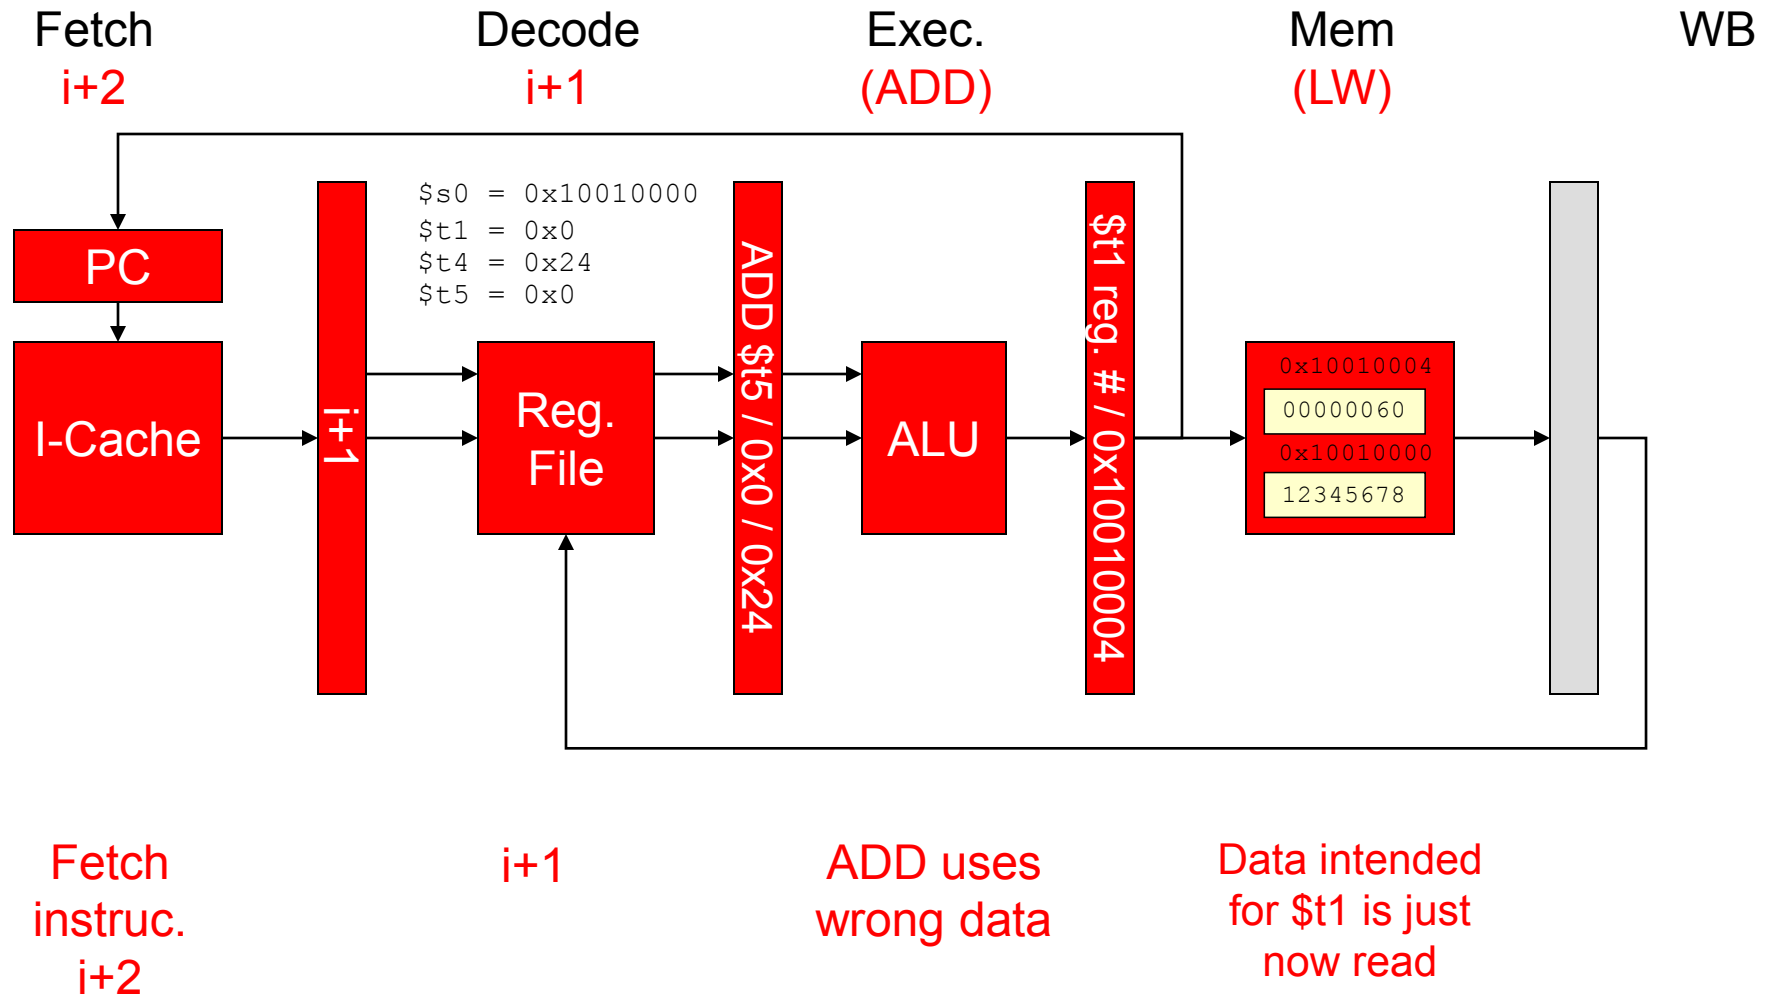 Fetch
i+2
Decode
i+1
Exec.
(ADD)
Mem
(LW)
WB
$s0 = 0x10010000
$t1 = 0x0
$t4 = 0x24
$t5 = 0x0
PC
I-Cache
i+1
Reg.
File
ADD $t5 / 0x0 / 0x24
ALU
$t1 reg. # / 0x10010004
0x10010004
00000060
0x10010000
12345678
Fetch
instruc.
i+2
i+1
ADD uses
wrong data
Data intended
for $t1 is just
now read